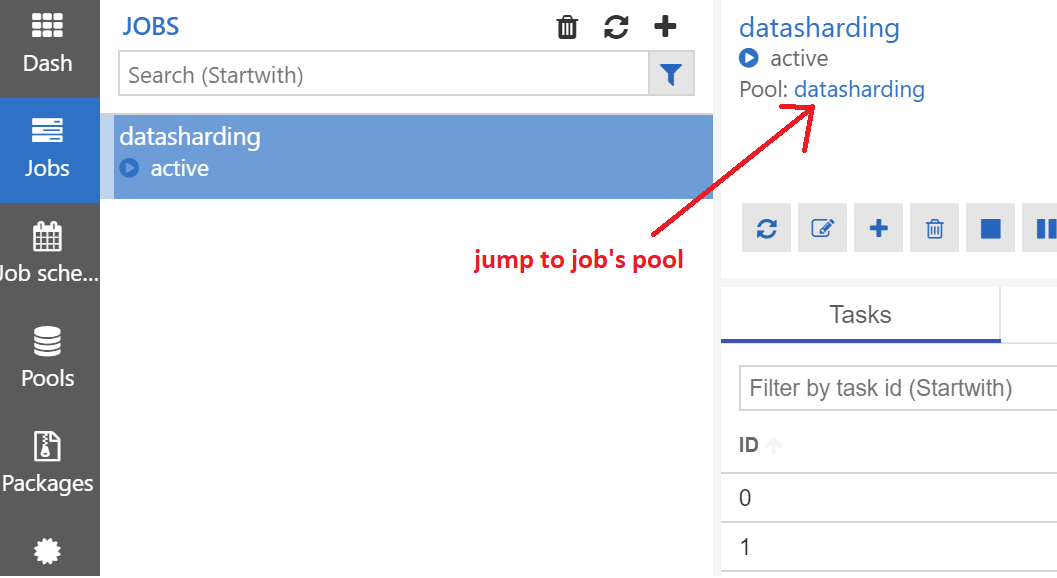 Dash
Jobs
Job sche...
Pools
Packages
JOBS
Search (Startwith)
datasharding
active
jump to job's pool
datasharding
active
Pool: datasharding
Tasks
Filter by task id (Startwith)
ID
0
1